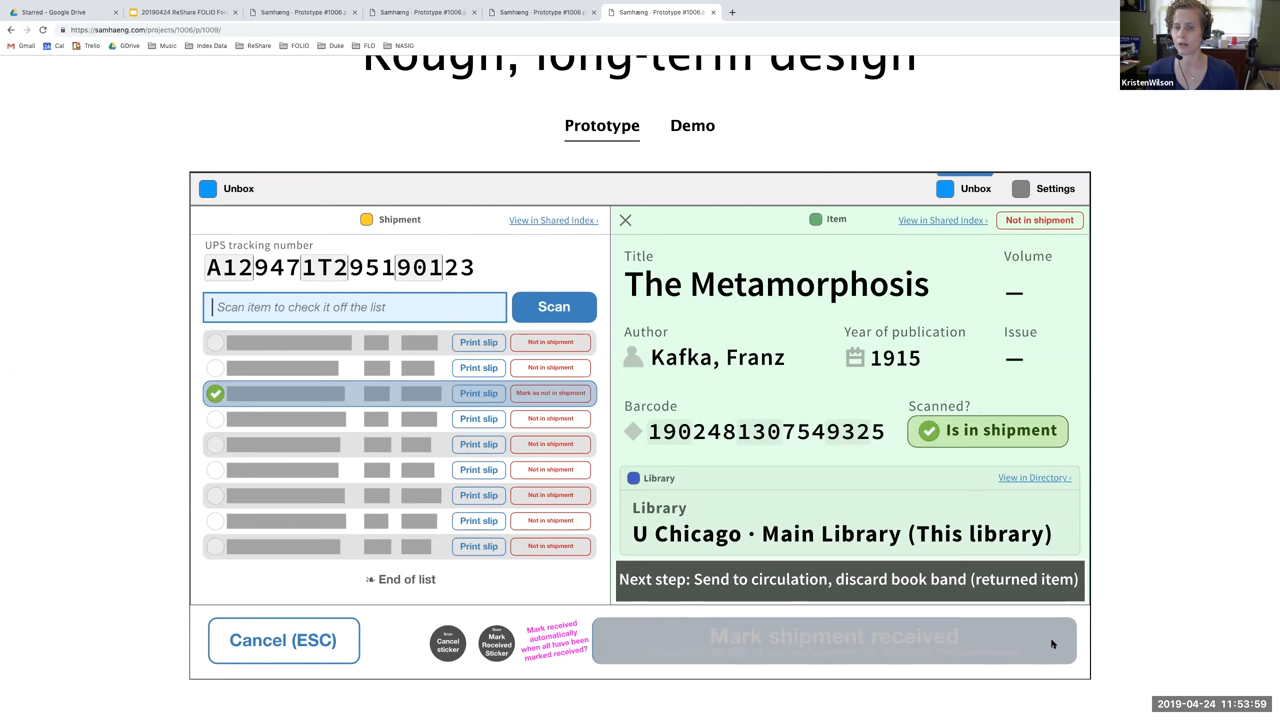 Starred - Google Drive
20190424 ReShare FOLIO For
Samhæng · Prototype #1006.p
Samhæng · Prototype #1006.
Samhæng · Prototype #1006.p
Samhæng · Prototype #1006.p
https://samhaeng.com/projects/1006/p/1009/
Gmail
Cal
Trello
GDrive
Music
Index Data
ReShare
FOLIO
Duke
FLO
NASIG
KristenWilson
Rough, long-term design
Prototype
Demo
Unbox
Unbox
Settings
Shipment
View in Shared Index ›
UPS tracking number
A129471T295190123
Scan item to check it off the list
Scan
Print slip
Not in shipment
Print slip
Not in shipment
Print slip
Mark as not in shipment
Print slip
Not in shipment
Print slip
Not in shipment
Print slip
Not in shipment
Print slip
Not in shipment
Print slip
Not in shipment
Print slip
Not in shipment
❧ End of list
Item
View in Shared Index ›
Not in shipment
Title
The Metamorphosis
Volume
—
Author
Kafka, Franz
Year of publication
1915
Issue
—
Barcode
1902481307549325
Scanned?
Is in shipment
Library
View in Directory ›
Library
U Chicago · Main Library (This library)
Next step: Send to circulation, discard book band (returned item)
Cancel (ESC)
Scan
Cancel
sticker
Scan
Mark
Received
Sticker
Mark received
automatically
when all have been
marked received?
Mark shipment received
2019-04-24 11:53:59